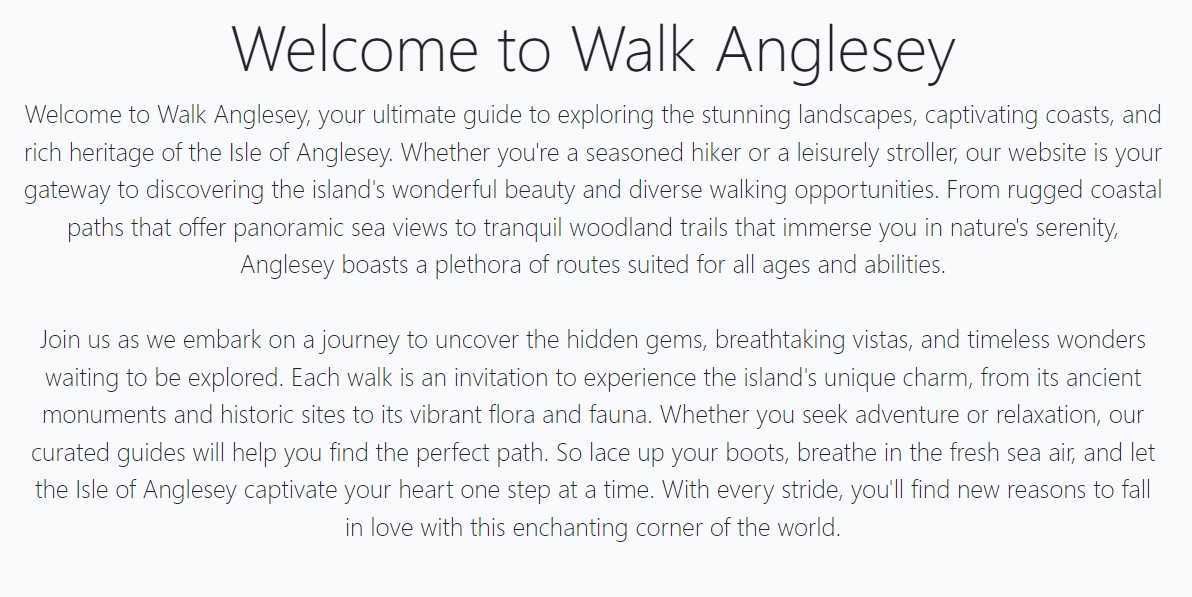 Welcome to Walk Anglesey
Welcome to Walk Anglesey, your ultimate guide to exploring the stunning landscapes, captivating coasts, and
rich heritage of the Isle of Anglesey. Whether you're a seasoned hiker or a leisurely stroller, our website is your
gateway to discovering the island's wonderful beauty and diverse walking opportunities. From rugged coastal
paths that offer panoramic sea views to tranquil woodland trails that immerse you in nature's serenity,
Anglesey boasts a plethora of routes suited for all ages and abilities.
Join us as we embark on a journey to uncover the hidden gems, breathtaking vistas, and timeless wonders
waiting to be explored. Each walk is an invitation to experience the island's unique charm, from its ancient
monuments and historic sites to its vibrant flora and fauna. Whether you seek adventure or relaxation, our
curated guides will help you find the perfect path. So lace up your boots, breathe in the fresh sea air, and let
the Isle of Anglesey captivate your heart one step at a time. With every stride, you'll find new reasons to fall
in love with this enchanting corner of the world.